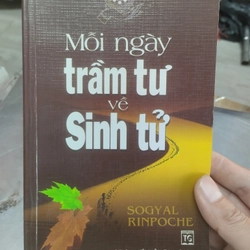 Mỗi ngày
trầm tư
về
Sinh tử
SOGYAL
RINPOCHE